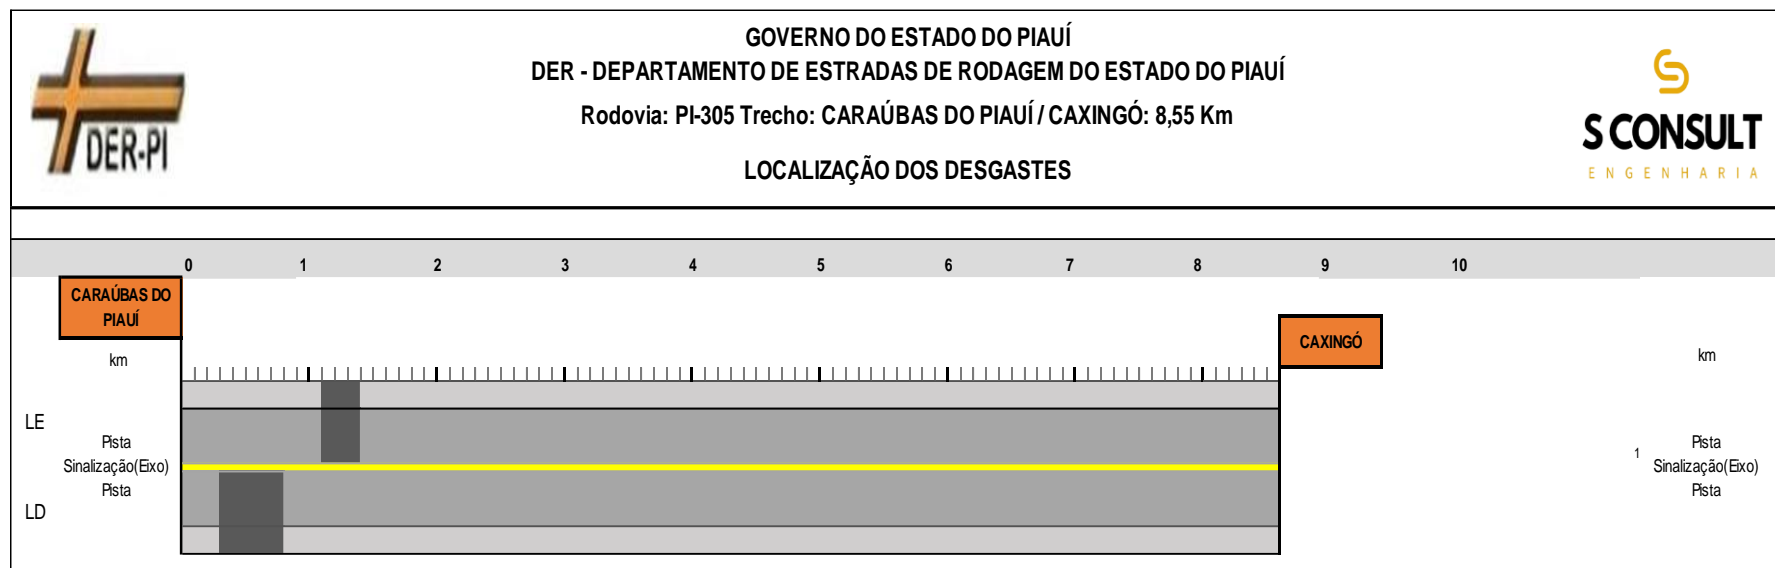 GOVERNO DO ESTADO DO PIAUÍ
DER - DEPARTAMENTO DE ESTRADAS DE RODAGEM DO ESTADO DO PIAUÍ
Rodovia: PI-305 Trecho: CARAÚBAS DO PIAUÍ / CAXINGÓ: 8,55 Km
LOCALIZAÇÃO DOS DESGASTES
DER-PI
S CONSULT
ENGENHARIA
0 1 2 3 4 5 6 7 8 9 10
CARAÚBAS DO
PIAUÍ
CAXINGÓ
km
km
LE
Pista
Sinalização(Eixo)
Pista
LD
1
Pista
Sinalização(Eixo)
Pista